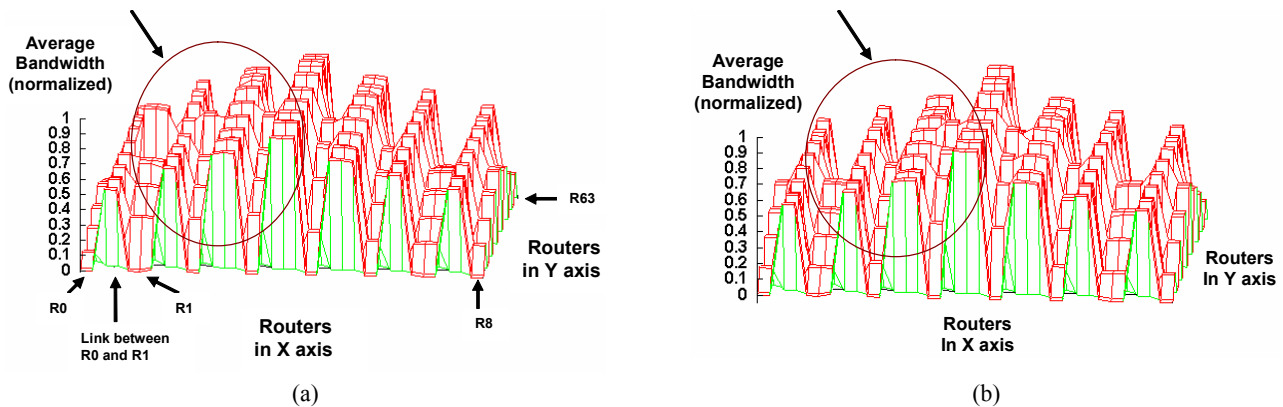 Average
Bandwidth
(normalized)
1
0.9
0.8
0.7
0.6
0.5
0.4
0.3
0.2
0.1
0
R0
R1
Link between
R0 and R1
Routers
in X axis
R8
R63
Routers
in Y axis
(a)
Average
Bandwidth
(normalized)
1
0.9
0.8
0.7
0.6
0.5
0.4
0.3
0.2
0.1
0
Routers
In X axis
Routers
In Y axis
(b)